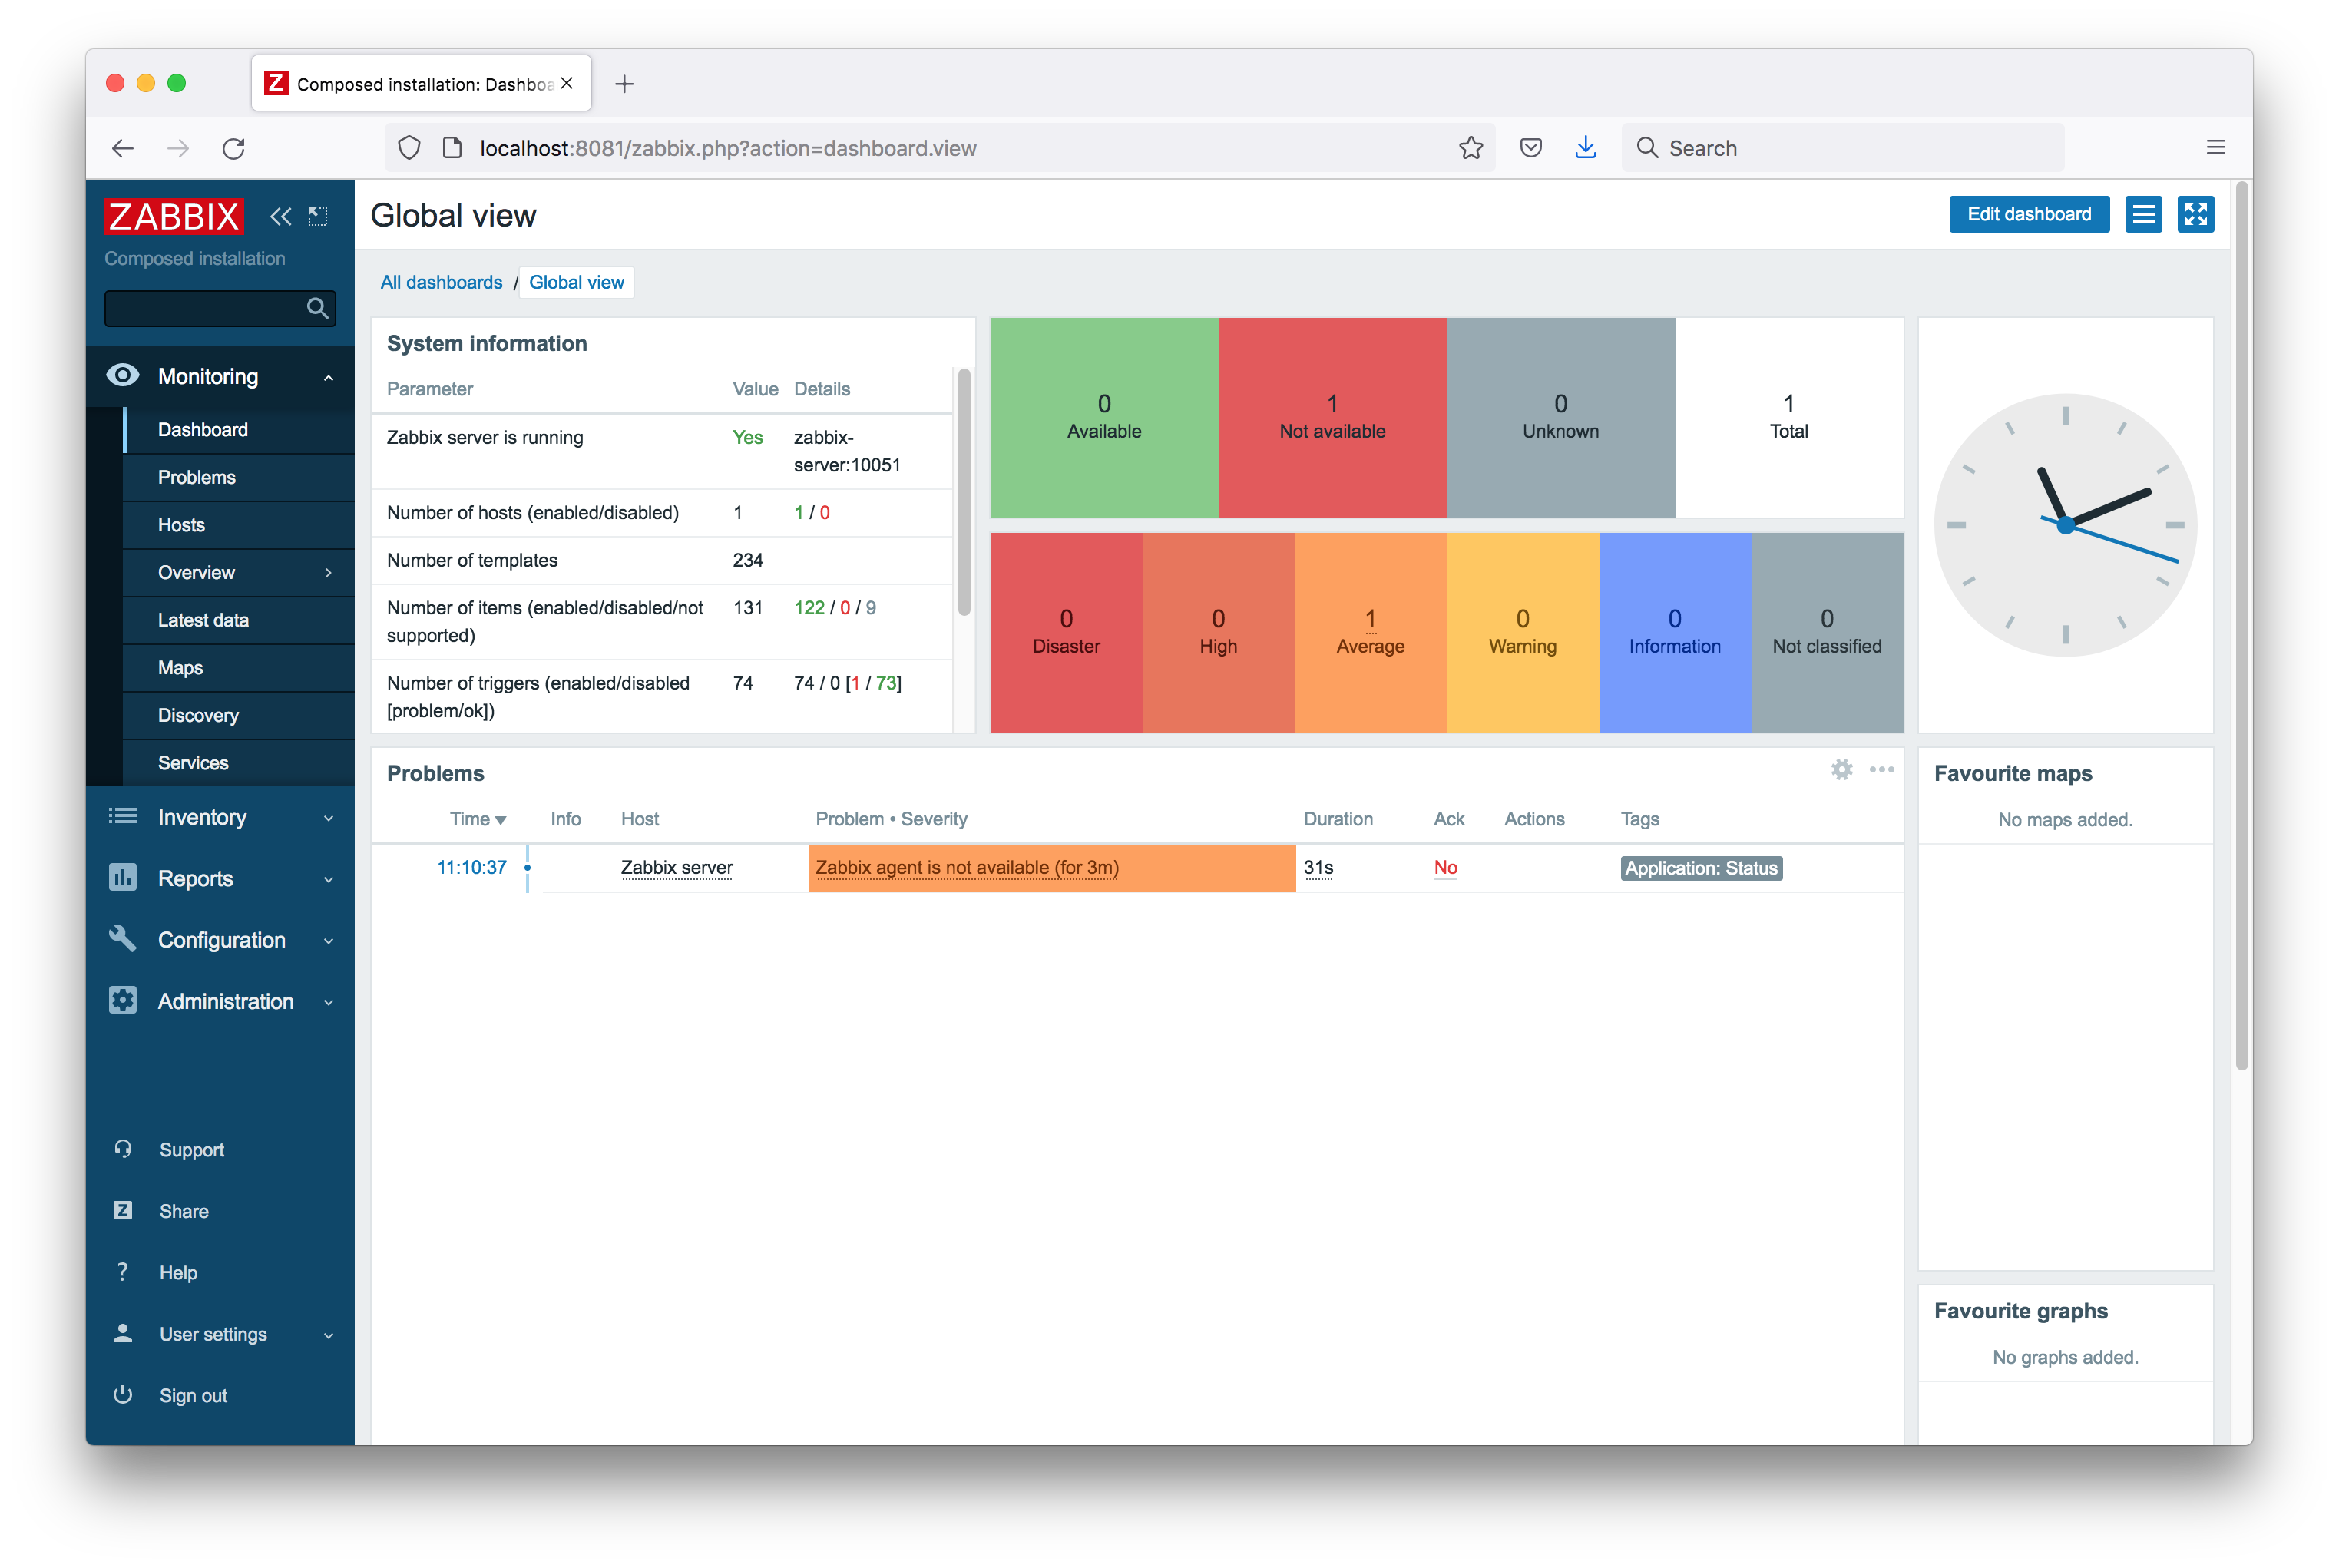 Composed installation: Dashboa
localhost:8081/zabbix.php?action=dashboard.view
Search
ZABBIX
Composed installation
Monitoring
Dashboard
Problems
Hosts
Overview
Latest data
Maps
Discovery
Services
Inventory
Reports
Configuration
Administration
Support
Share
Help
User settings
Sign out
Global view
Edit dashboard
All dashboards / Global view
System information
Parameter Value Details
Zabbix server is running Yes zabbix-
server:10051
Number of hosts (enabled/disabled) 1 1 / 0
Number of templates 234
Number of items (enabled/disabled/not 131 122 / 0 / 9
supported)
Number of triggers (enabled/disabled 74 74 / 0 [1 / 73]
[problem/ok])
0 1 0 1
Available Not available Unknown Total
0 0 1 0 0 0
Disaster High Average Warning Information Not classified
Problems
Time Info Host Problem • Severity Duration Ack Actions Tags
11:10:37 Zabbix server Zabbix agent is not available (for 3m) 31s No Application: Status
Favourite maps
No maps added.
Favourite graphs
No graphs added.